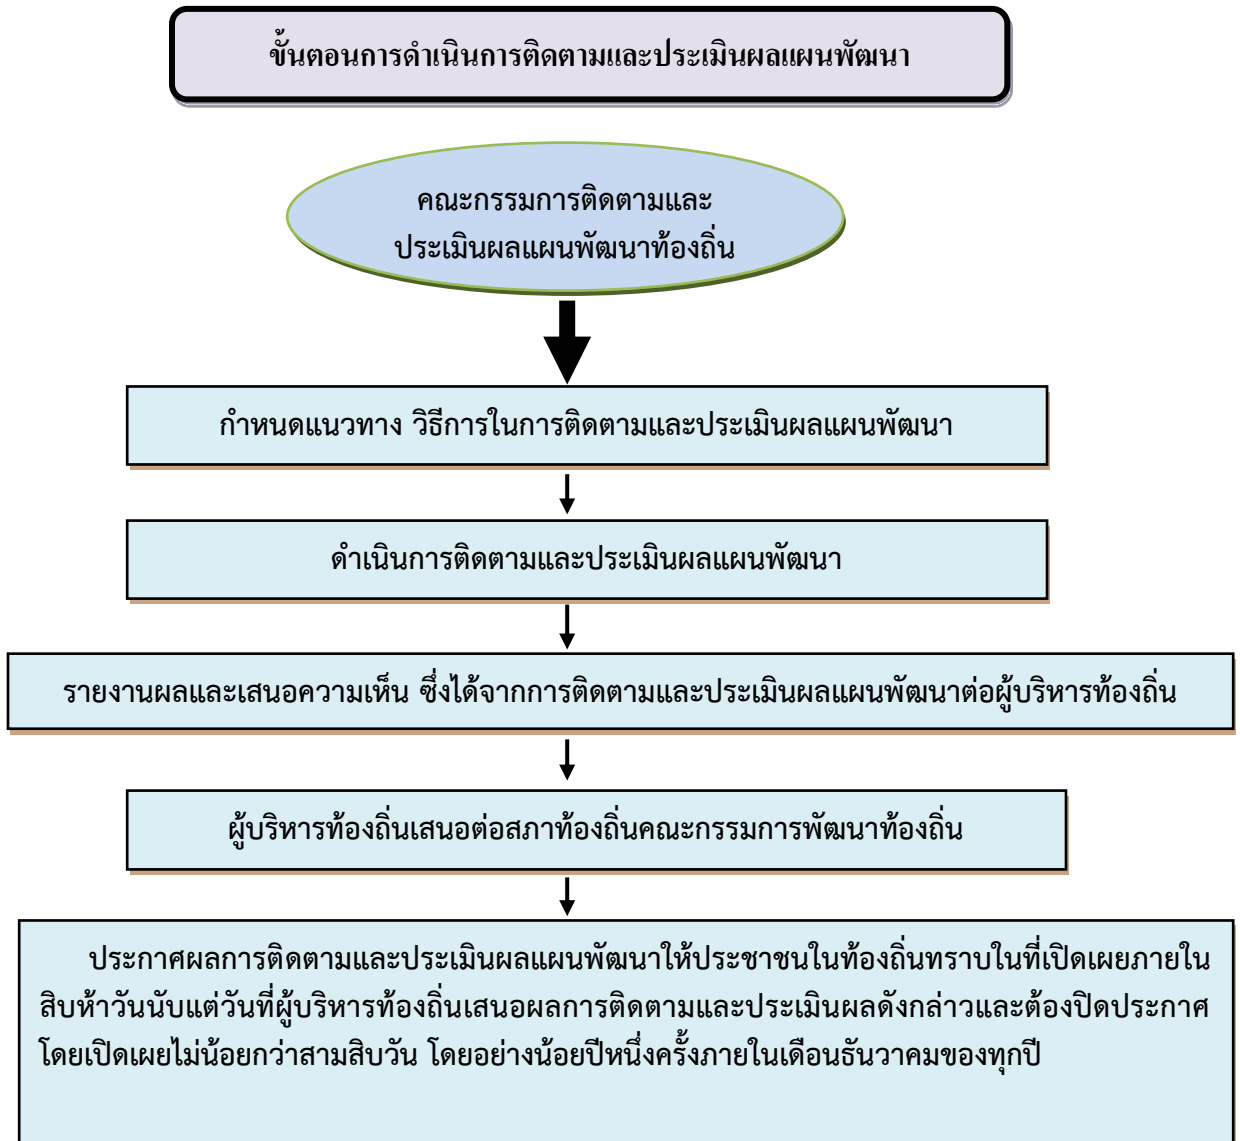 ขั้นตอนการดำเนินการติดตามและประเมินผลแผนพัฒนา
คณะกรรมการติดตามและ
ประเมินผลแผนพัฒนาท้องถิ่น
กำหนดแนวทาง วิธีการในการติดตามและประเมินผลแผนพัฒนา
ดำเนินการติดตามและประเมินผลแผนพัฒนา
รายงานผลและเสนอความเห็น ซึ่งได้จากการติดตามและประเมินผลแผนพัฒนาต่อผู้บริหารท้องถิ่น
ผู้บริหารท้องถิ่นเสนอต่อสภาท้องถิ่นคณะกรรมการพัฒนาท้องถิ่น
ประกาศผลการติดตามและประเมินผลแผนพัฒนาให้ประชาชนในท้องถิ่นทราบในที่เปิดเผยภายใน
สิบห้าวันนับแต่วันที่ผู้บริหารท้องถิ่นเสนอผลการติดตามและประเมินผลดังกล่าวและต้องปิดประกาศ
โดยเปิดเผยไม่น้อยกว่าสามสิบวัน โดยอย่างน้อยปีหนึ่งครั้งภายในเดือนธันวาคมของทุกปี